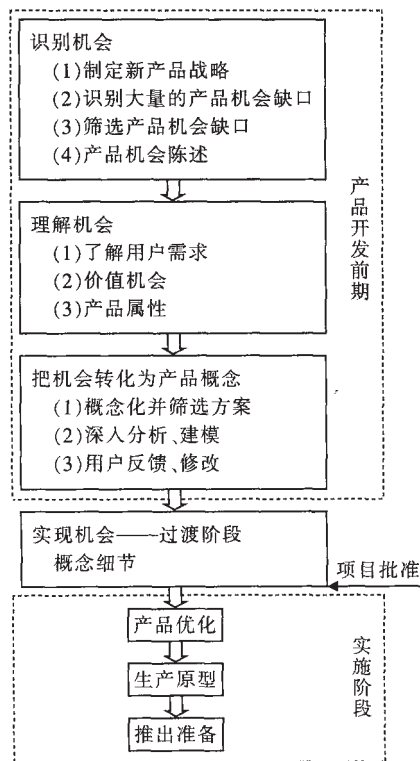 识别机会
(1)制定新产品战略
(2)识别大量的产品机会缺口
(3)筛选产品机会缺口
(4)产品机会陈述
理解机会
(1)了解用户需求
(2)价值机会
(3)产品属性
把机会转化为产品概念
(1)概念化并筛选方案
(2)深入分析、建模
(3)用户反馈、修改
产品开发前期
实现机会——过渡阶段
概念细节
项目批准
产品优化
生产原型
推出准备
实施阶段